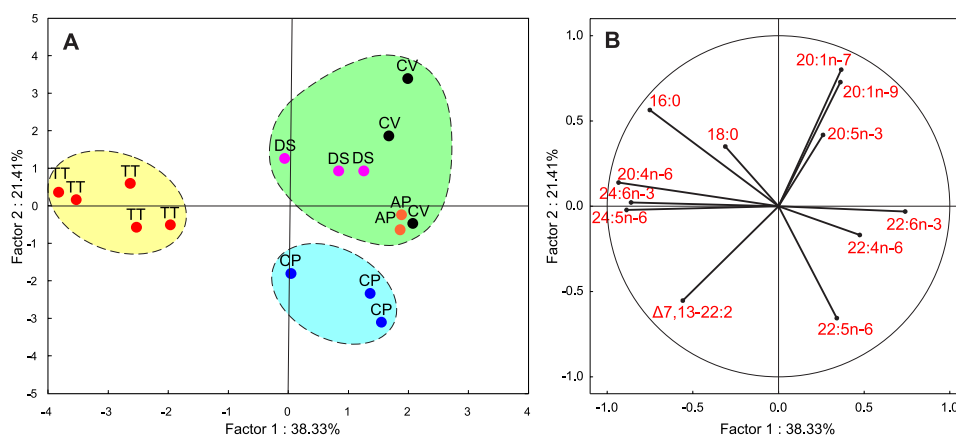 A
5
4
3
2
1
0
-1
-2
-3
-4
-5
-4
-3
-2
-1
0
1
2
3
4
Factor 2 : 21.41%
Factor 1 : 38.33%
CV
CV
DS
DS DS
TT
TT
TT
AP
AP CV
TT
TT
CP
CP
CP
B
1.0
0.5
0.0
-0.5
-1.0
-1.0
-0.5
0.0
0.5
1.0
Factor 2 : 21.41%
Factor 1 : 38.33%
20:1n-7
20:1n-9
16:0
20:5n-3
18:0
20:4n-6
24:6n-3
24:5n-6
22:6n-3
22:4n-6
Δ7,13-22:2
22:5n-6